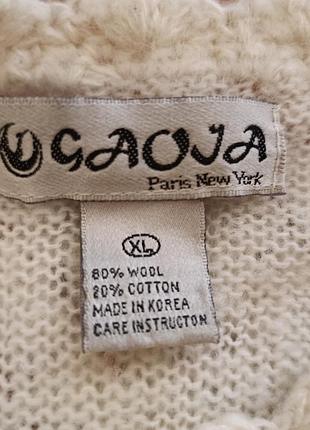 GAOJA
Paris New York
XL
80% WOOL
20% COTTON
MADE IN KOREA
CARE INSTRUCTON